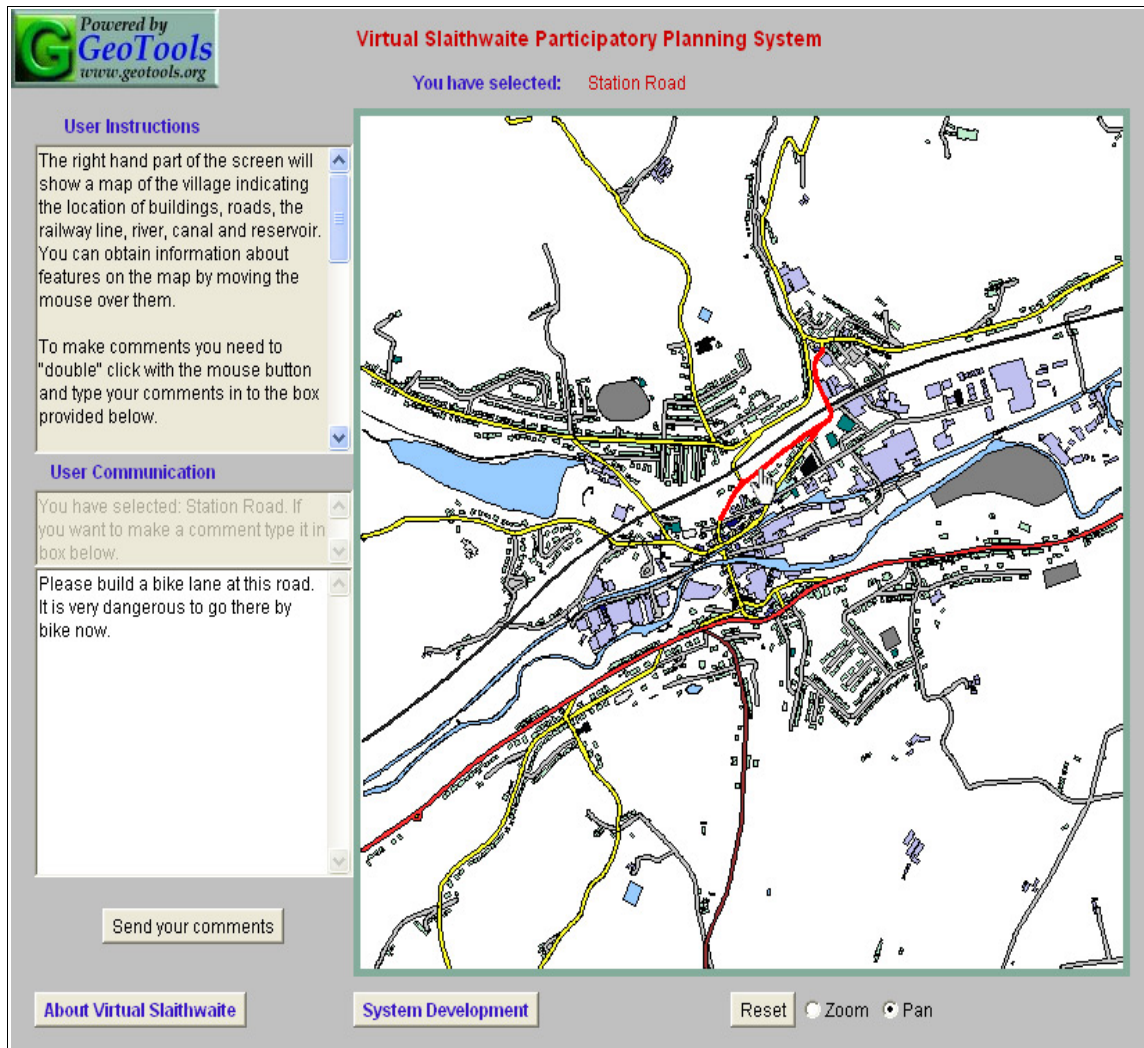 Powered by
GeoTools
www.geotools.org
Virtual Slaithwaite Participatory Planning System
You have selected: Station Road
User Instructions
The right hand part of the screen will
show a map of the village indicating
the location of buildings, roads, the
railway line, river, canal and reservoir.
You can obtain information about
features on the map by moving the
mouse over them.
To make comments you need to
"double" click with the mouse button
and type your comments in to the box
provided below.
User Communication
You have selected: Station Road. If
you want to make a comment type it in
box below.
Please build a bike lane at this road.
It is very dangerous to go there by
bike now.
Send your comments
About Virtual Slaithwaite
System Development
Reset Zoom Pan